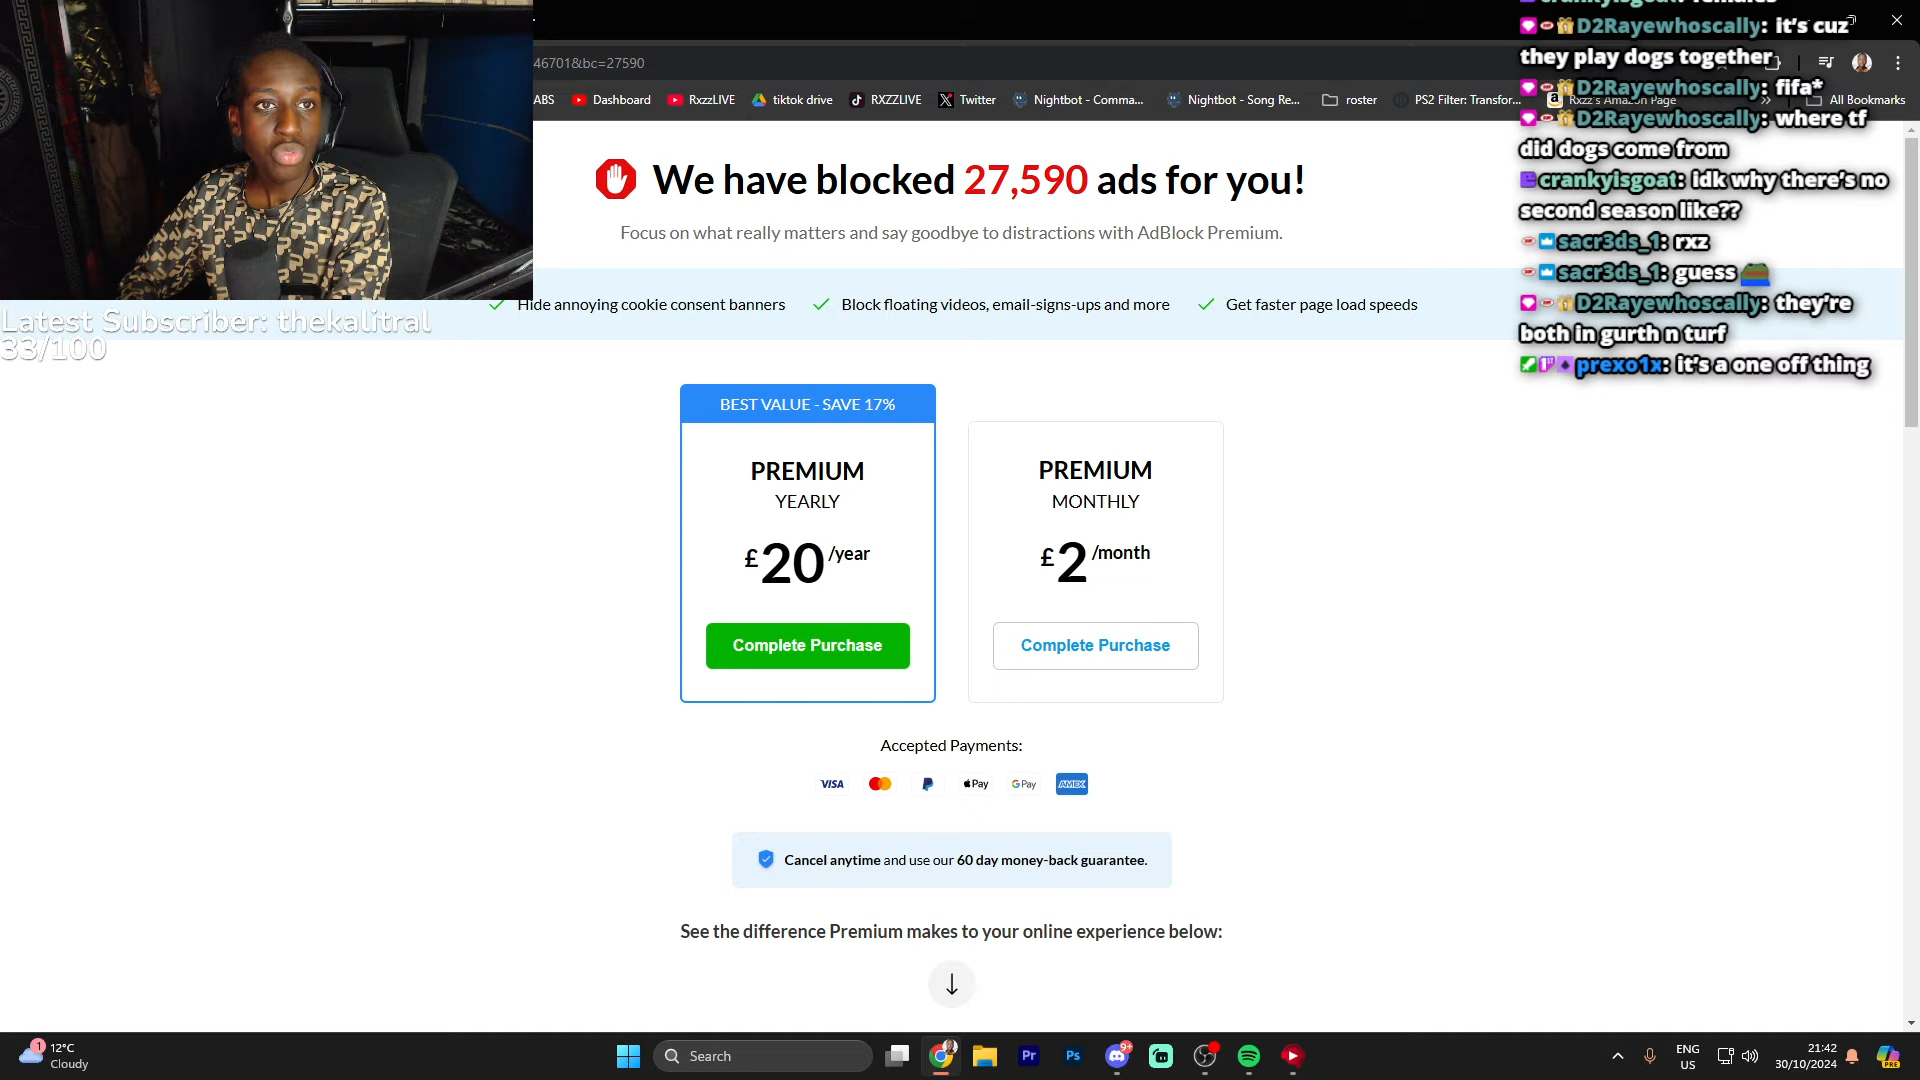 46701&bc=27590
ABS
Dashboard
RxzzLIVE
tiktok drive
RXZZLIVE
Twitter
Nightbot - Comma...
Nightbot - Song Re...
roster
PS2 Filter: Transfor...
Rxzz's Amazon Page
All Bookmarks
D2Rayewhoscally: it's cuz
they play dogs together
D2Rayewhoscally: fifa*
D2Rayewhoscally: where tf
did dogs come from
crankyisgoat: idk why there's no
second season like??
sacr3ds_1: rxz
sacr3ds_1: guess
D2Rayewhoscally: they're
both in gurth n turf
prexo1x: it's a one off thing
We have blocked 27,590 ads for you!
Focus on what really matters and say goodbye to distractions with AdBlock Premium.
Hide annoying cookie consent banners
Block floating videos, email-signs-ups and more
Get faster page load speeds
Latest Subscriber: thekalitral
33/100
BEST VALUE - SAVE 17%
PREMIUM
YEARLY
£20/year
Complete Purchase
PREMIUM
MONTHLY
£2/month
Complete Purchase
Accepted Payments:
VISA
Pay
G Pay
AMEX
Cancel anytime and use our 60 day money-back guarantee.
See the difference Premium makes to your online experience below:
1
12°C
Cloudy
Search
Pr
Ps
9+
ENG
US
21:42
30/10/2024
PRE